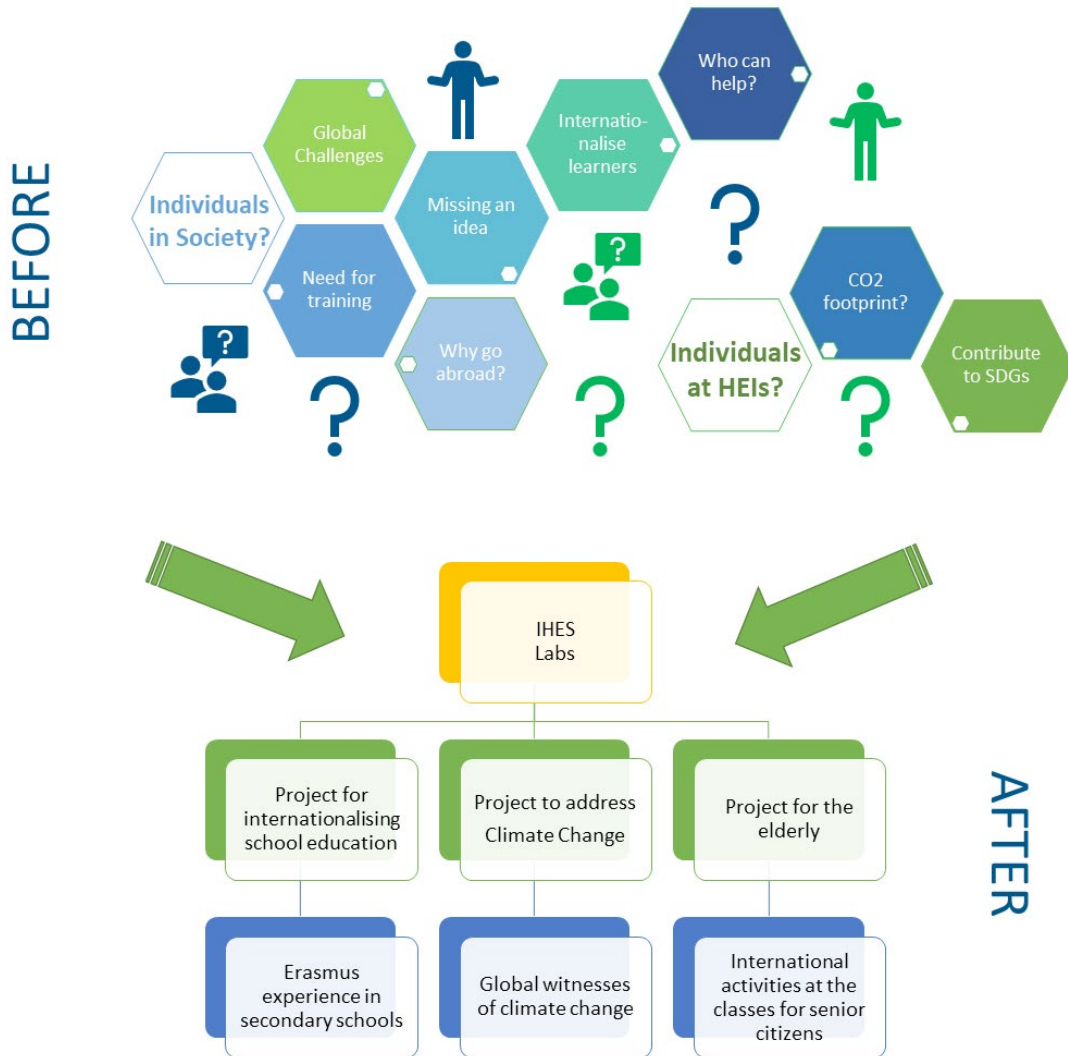 BEFORE
Individuals
in Society?
Global
Challenges
Need for
training
Missing an
idea
Why go
abroad?
Internatio-
nalise
learners
Who can
help?
?
?
?
?
?
?
Individuals
at HEIs?
CO2
footprint?
Contribute
to SDGs
AFTER
IHES
Labs
Project for
internationalising
school education
Project to address
Climate Change
Project for the
elderly
Erasmus
experience in
secondary schools
Global witnesses
of climate change
International
activities at the
classes for senior
citizens